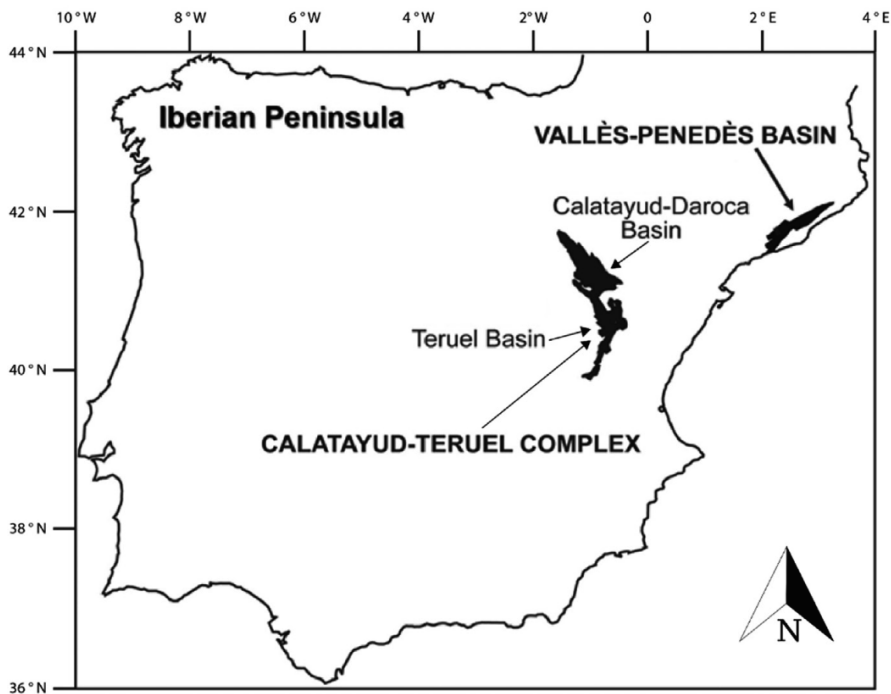 10°W
8°W
6°W
4°W
2°W
0
2°E
4°E
44°N
Iberian Peninsula
VALLÈS-PENEDÈS BASIN
42°N
Calatayud-Daroca
Basin
Teruel Basin
40°N
CALATAYUD-TERUEL COMPLEX
38°N
N
36°N